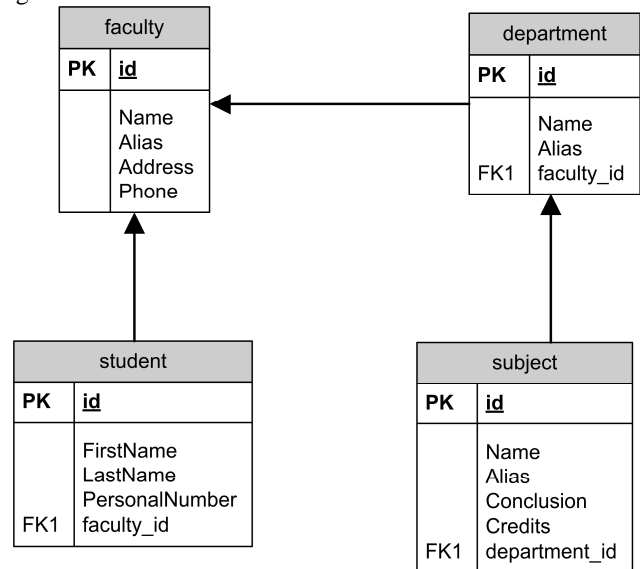 faculty
PK id
Name
Alias
Address
Phone
department
PK id
Name
Alias
FK1 faculty_id
student
PK id
FirstName
LastName
PersonalNumber
FK1 faculty_id
subject
PK id
Name
Alias
Conclusion
Credits
FK1 department_id